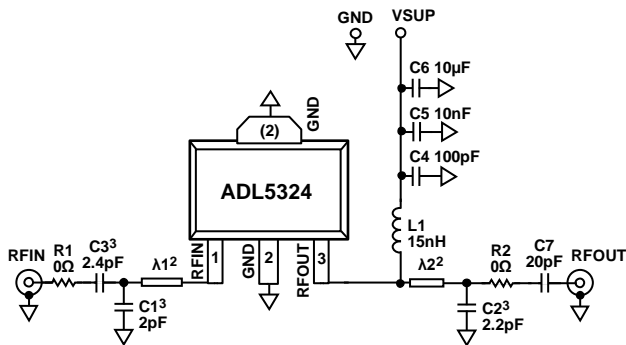 GND
VSUP
C6 10µF
C5 10nF
C4 100pF
GND
(2)
ADL5324
L1
15nH
RFIN
R1
0Ω
C3³
2.4pF
λ1²
RFIN
1
GND
2
RFOUT
3
λ2²
R2
0Ω
C7
20pF
RFOUT
C1³
2pF
C2³
2.2pF